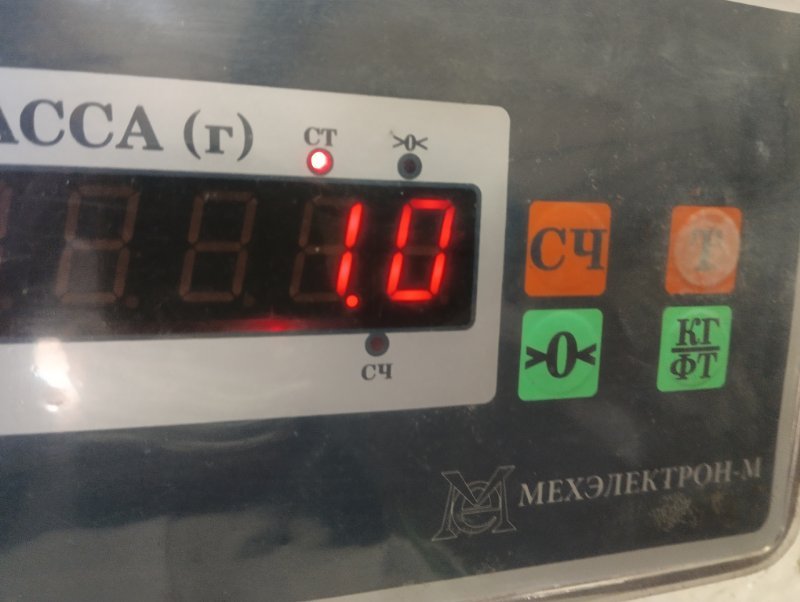 АССА (г)
СТ >0<
1.0
СЧ
СЧ Т
>0< КГ
ФТ
МЕХЭЛЕКТРОН-М